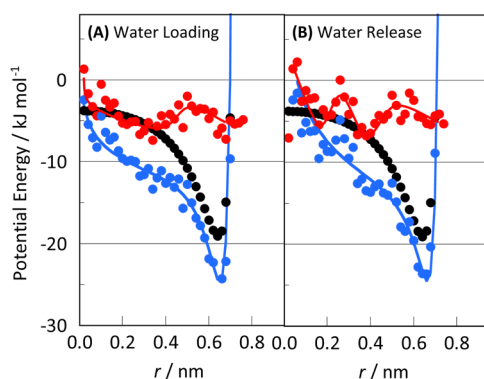 (A) Water Loading
(B) Water Release
Potential Energy / kJ mol⁻¹
0
-10
-20
-30
0.0 0.2 0.4 0.6 0.8
0.0 0.2 0.4 0.6 0.8
r / nm
r / nm